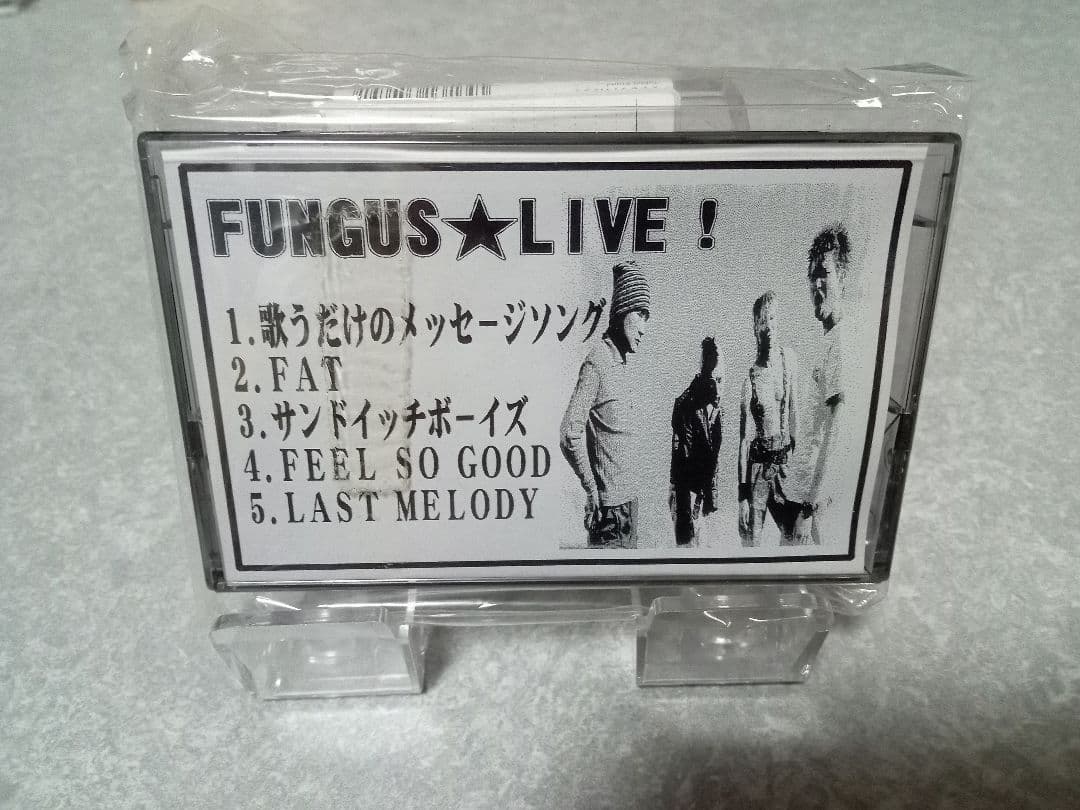 FUNGUS★LIVE!
1.歌うだけのメッセージソング
2.FAT
3.サンドイッチボーイズ
4.FEEL SO GOOD
5.LAST MELODY